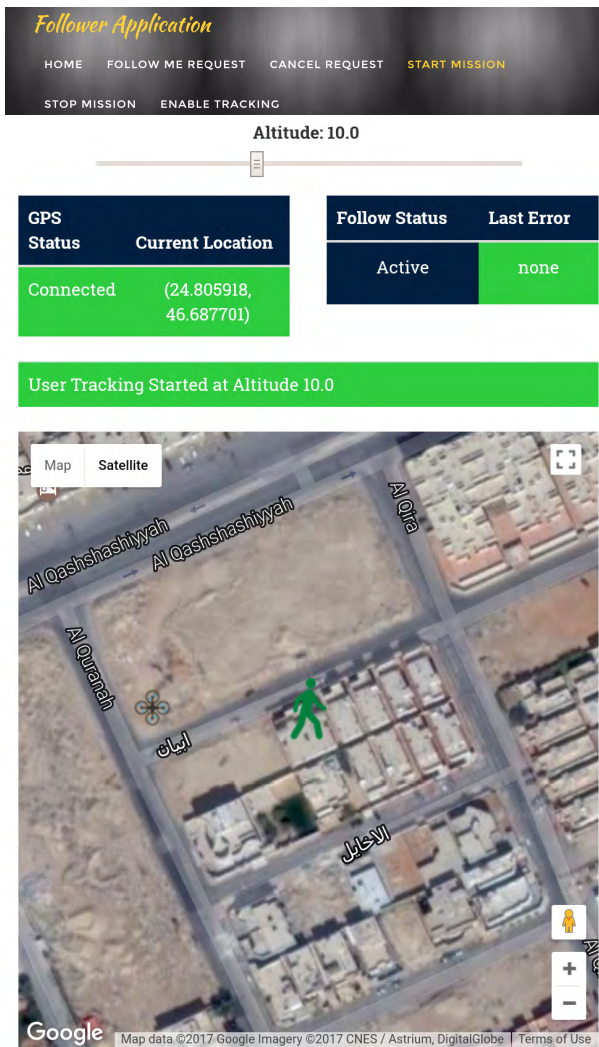 Follower Application
HOME FOLLOW ME REQUEST CANCEL REQUEST START MISSION
STOP MISSION ENABLE TRACKING
Altitude: 10.0
GPS
Status Current Location
Connected (24.805918,
46.687701)
Follow Status Last Error
Active none
User Tracking Started at Altitude 10.0
Map Satellite
Al Qashshashiyyah
Al Qashshashiyyah
Al Qira
Al Quranah
ابيان
الاخايل
Google
Map data ©2017 Google Imagery ©2017 CNES / Astrium, DigitalGlobe Terms of Use